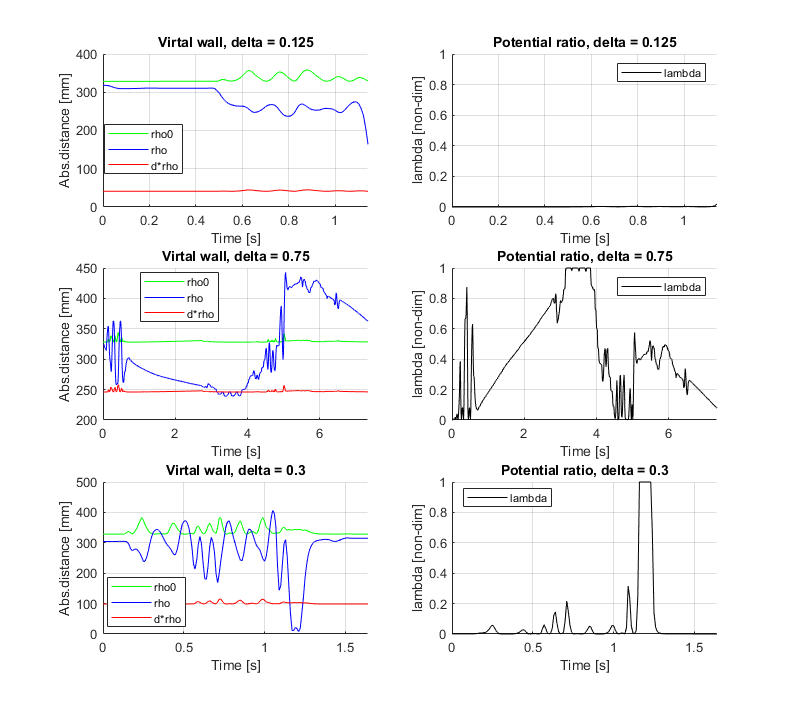 Virtal wall, delta = 0.125
Abs.distance [mm]
400
300
200
100
0
rho0
rho
d*rho
0 0.2 0.4 0.6 0.8 1
Time [s]
Potential ratio, delta = 0.125
lambda [non-dim]
1
0.8
0.6
0.4
0.2
0
lambda
0 0.2 0.4 0.6 0.8 1
Time [s]
Virtal wall, delta = 0.75
Abs.distance [mm]
450
400
350
300
250
200
rho0
rho
d*rho
0 2 4 6
Time [s]
Potential ratio, delta = 0.75
lambda [non-dim]
1
0.8
0.6
0.4
0.2
0
lambda
0 2 4 6
Time [s]
Virtal wall, delta = 0.3
Abs.distance [mm]
500
400
300
200
100
0
rho0
rho
d*rho
0 0.5 1 1.5
Time [s]
Potential ratio, delta = 0.3
lambda [non-dim]
1
0.8
0.6
0.4
0.2
0
lambda
0 0.5 1 1.5
Time [s]